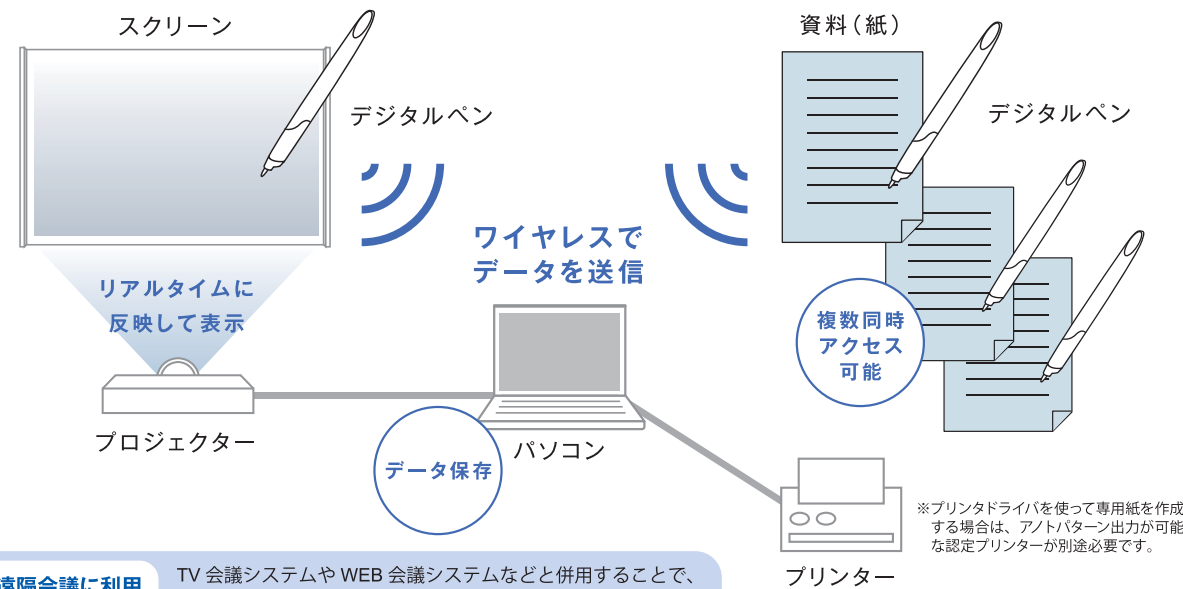 スクリーン
デジタルペン
資料(紙)
デジタルペン
ワイヤレスで
データを送信
リアルタイムに
反映して表示
複数同時
アクセス
可能
プロジェクター
データ保存
パソコン
※プリンタドライバを使って専用紙を作成
する場合は、アノトパターン出力が可能
な認定プリンターが別途必要です。
プリンター
遠隔会議に利用
TV 会議システムや WEB 会議システムなどと併用することで、